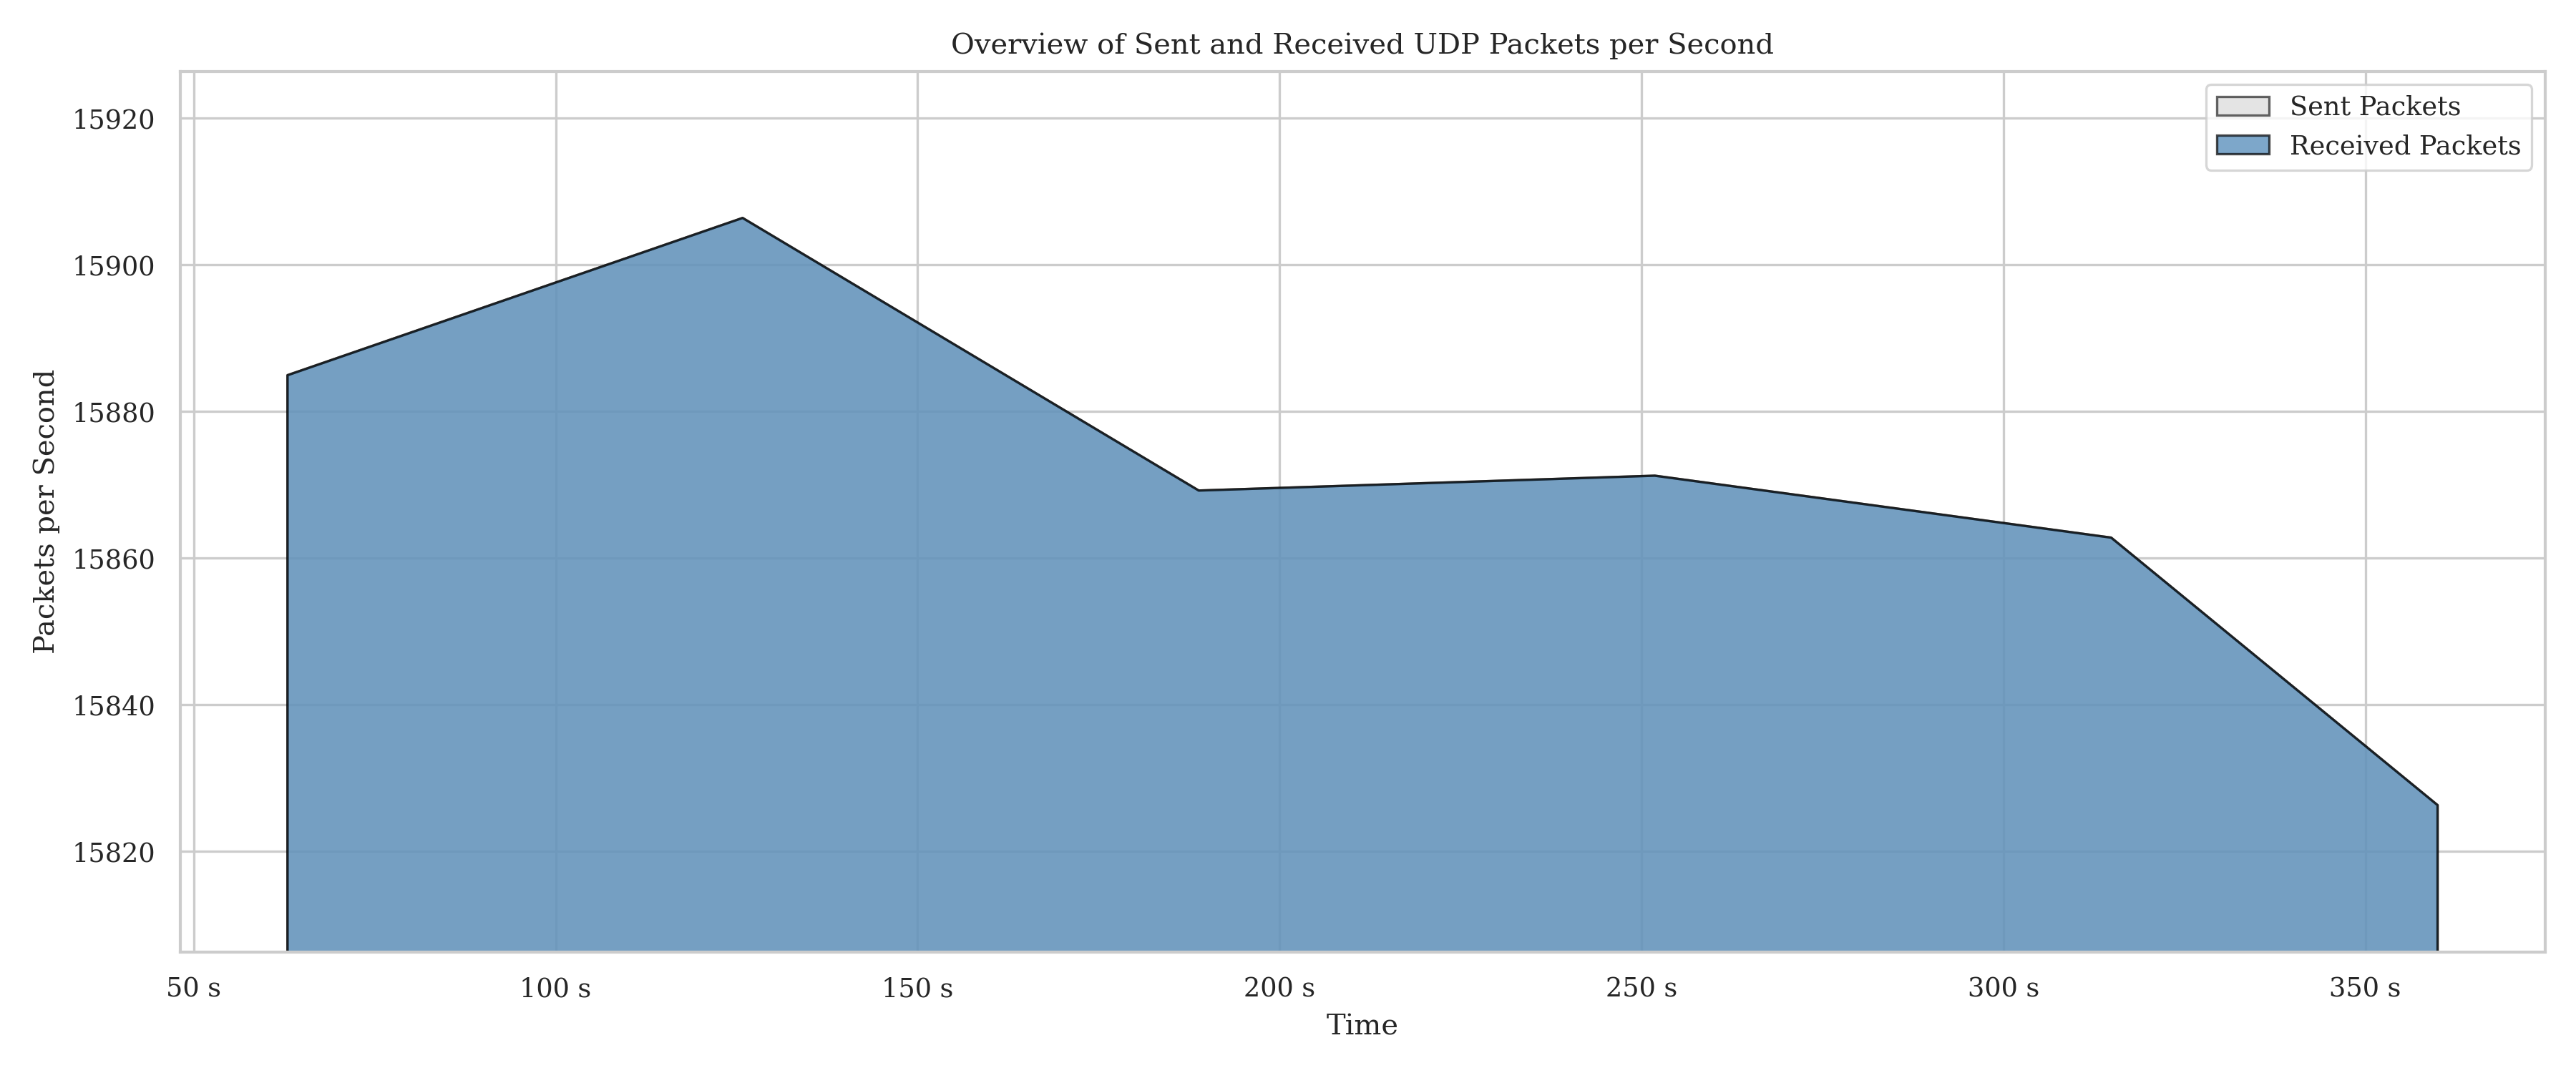 Overview of Sent and Received UDP Packets per Second
Sent Packets
Received Packets
Packets per Second
15920
15900
15880
15860
15840
15820
50 s
100 s
150 s
200 s
250 s
300 s
350 s
Time